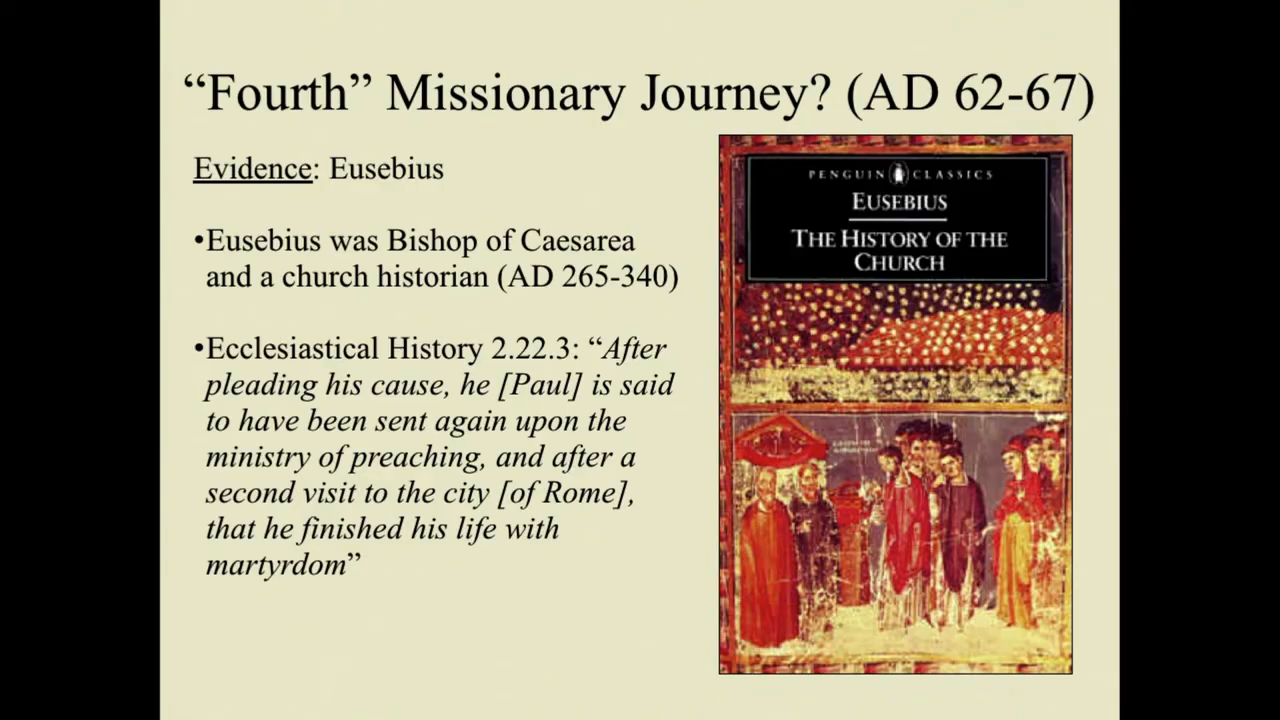 “Fourth” Missionary Journey? (AD 62-67)
Evidence: Eusebius
•Eusebius was Bishop of Caesarea
and a church historian (AD 265-340)
•Ecclesiastical History 2.22.3: “After
pleading his cause, he [Paul] is said
to have been sent again upon the
ministry of preaching, and after a
second visit to the city [of Rome],
that he finished his life with
martyrdom”
PENGUIN CLASSICS
EUSEBIUS
THE HISTORY OF THE
CHURCH